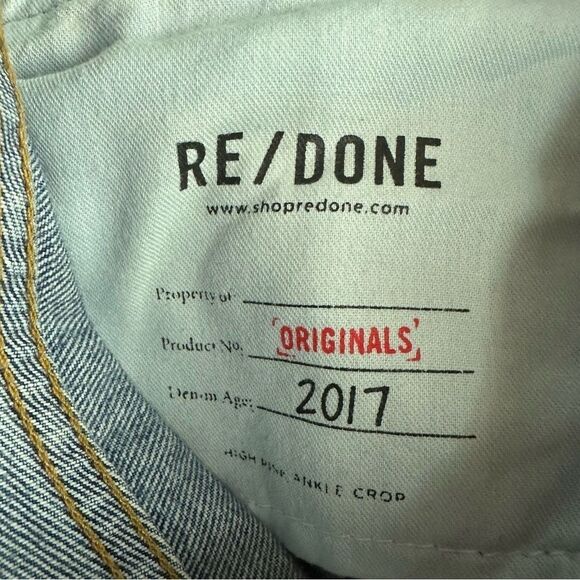 RE/DONE
www.shopredone.com
Property of:
Product No. ORIGINALS
Denim Age: 2017
HIGH RISE ANKLE CROP